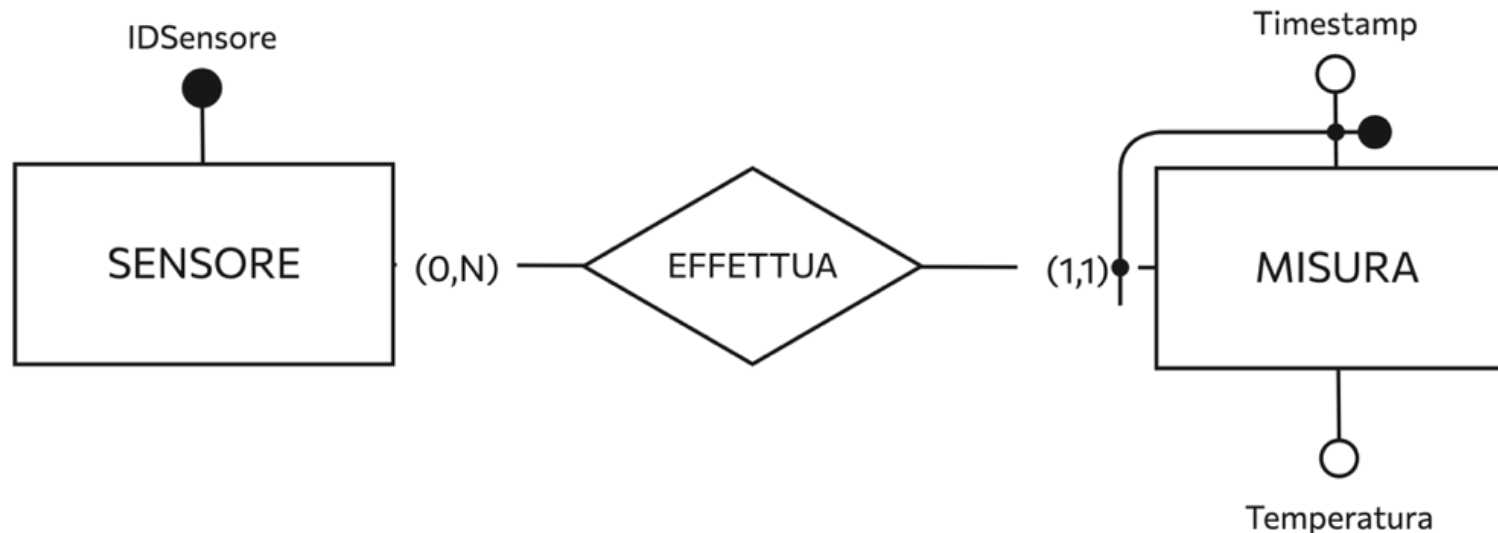 IDSensore
Timestamp
SENSORE
(0,N)
EFFETTUA
(1,1)
MISURA
Temperatura